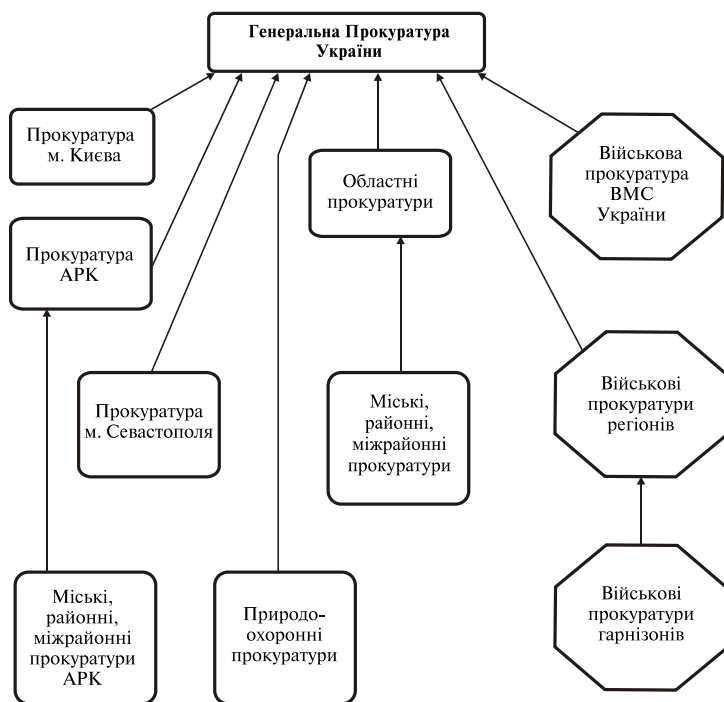 Генеральна Прокуратура
України
Прокуратура
м. Києва
Обласні
прокуратури
Військова
прокуратура
ВМС
України
Прокуратура
АРК
Прокуратура
м. Севастополя
Міські,
районні,
міжрайонні
прокуратури
Військові
прокуратури
регіонів
Міські,
районні,
міжрайонні
прокуратури
АРК
Природо-
охоронні
прокуратури
Військові
прокуратури
гарнізонів